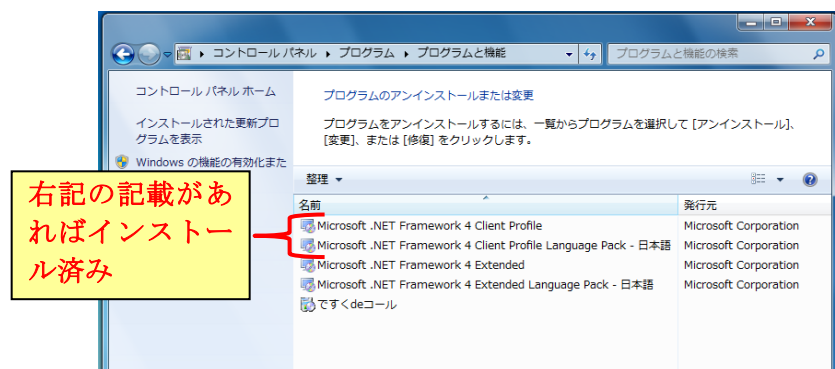 コントロール パネル ▸ プログラム ▸ プログラムと機能
プログラムと機能の検索
コントロール パネル ホーム
インストールされた更新プロ
グラムを表示
Windows の機能の有効化また
プログラムのアンインストールまたは変更
プログラムをアンインストールするには、一覧からプログラムを選択して [アンインストール]、
[変更]、または [修復] をクリックします。
整理
名前 発行元
Microsoft .NET Framework 4 Client Profile Microsoft Corporation
Microsoft .NET Framework 4 Client Profile Language Pack - 日本語 Microsoft Corporation
Microsoft .NET Framework 4 Extended Microsoft Corporation
Microsoft .NET Framework 4 Extended Language Pack - 日本語 Microsoft Corporation
ですくdeコール
右記の記載があ
ればインストー
ル済み